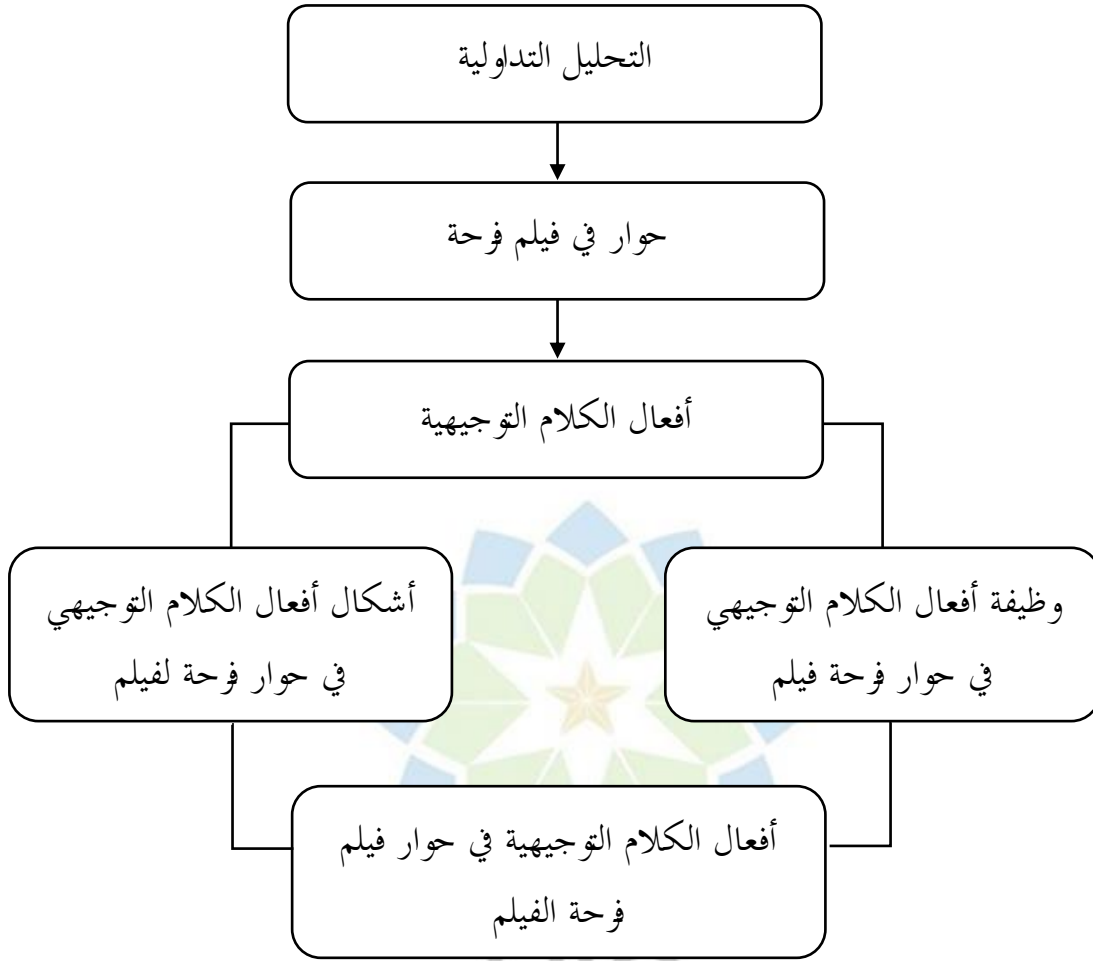 التحليل التداولية
حوار في فيلم فرحة
أفعال الكلام التوجيهية
وظيفة أفعال الكلام التوجيهي
في حوار فرحة فيلم
أشكال أفعال الكلام التوجيهي
في حوار فرحة لفيلم
أفعال الكلام التوجيهية في حوار فيلم
فرحة الفيلم